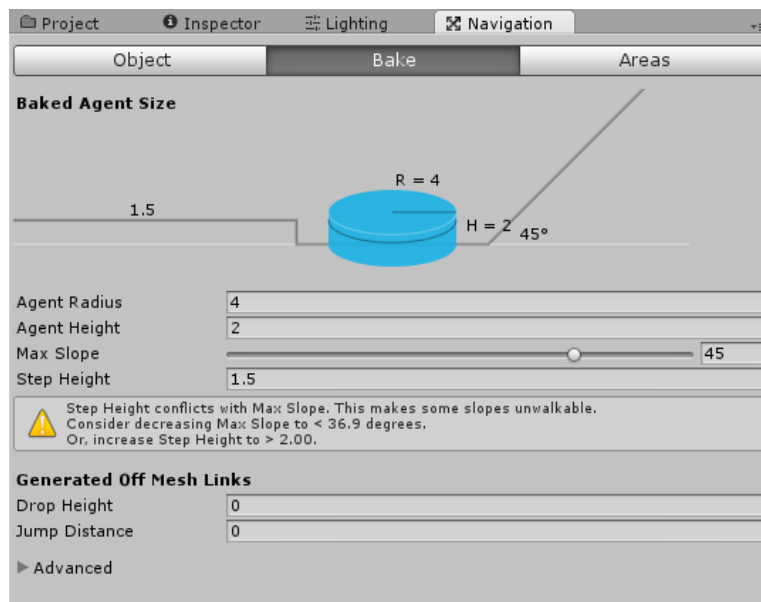 Project Inspector Lighting Navigation
Object Bake Areas
Baked Agent Size
R = 4
1.5
H = 2
45°
Agent Radius 4
Agent Height 2
Max Slope 45
Step Height 1.5
Step Height conflicts with Max Slope. This makes some slopes unwalkable.
Consider decreasing Max Slope to < 36.9 degrees.
Or, increase Step Height to > 2.00.
Generated Off Mesh Links
Drop Height 0
Jump Distance 0
Advanced